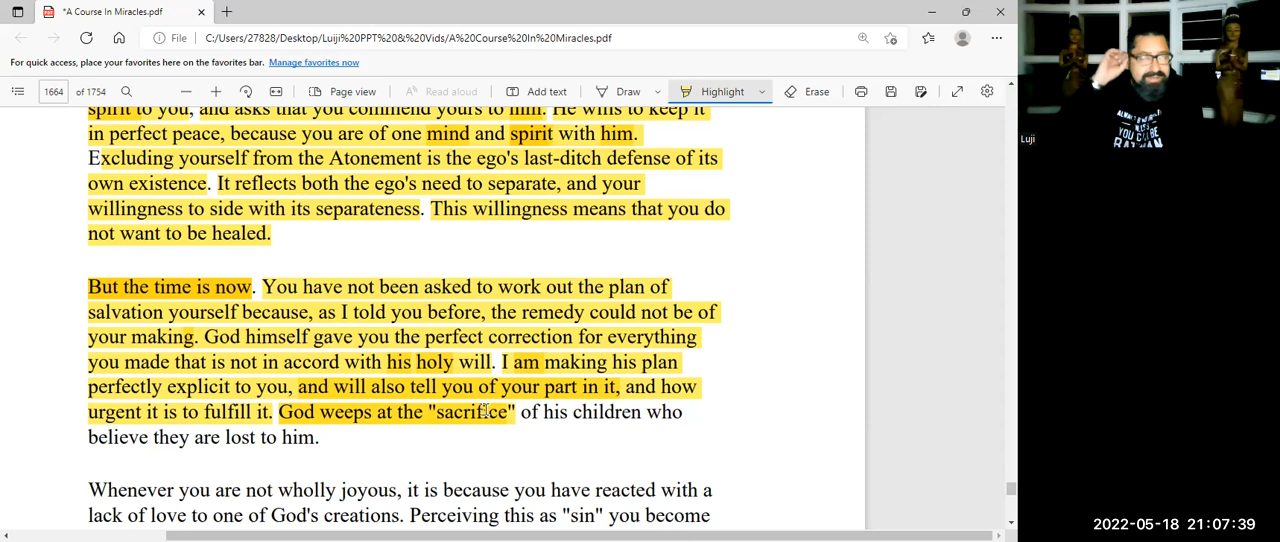 *A Course In Miracles.pdf
File
C:/Users/27828/Desktop/Luiji%20PPT%20&%20Vids/A%20Course%20In%20Miracles.pdf
For quick access, place your favorites here on the favorites bar. Manage favorites now
1664 of 1754
Page view
Read aloud
Add text
Draw
Highlight
Erase
spirit to you, and asks that you commend yours to him. He wills to keep it
in perfect peace, because you are of one mind and spirit with him.
Excluding yourself from the Atonement is the ego's last-ditch defense of its
own existence. It reflects both the ego's need to separate, and your
willingness to side with its separateness. This willingness means that you do
not want to be healed.
But the time is now. You have not been asked to work out the plan of
salvation yourself because, as I told you before, the remedy could not be of
your making. God himself gave you the perfect correction for everything
you made that is not in accord with his holy will. I am making his plan
perfectly explicit to you, and will also tell you of your part in it, and how
urgent it is to fulfill it. God weeps at the "sacrifice" of his children who
believe they are lost to him.
Whenever you are not wholly joyous, it is because you have reacted with a
lack of love to one of God's creations. Perceiving this as "sin" you become
Luji
YOU CAN BE
BATMAN
2022-05-18 21:07:39